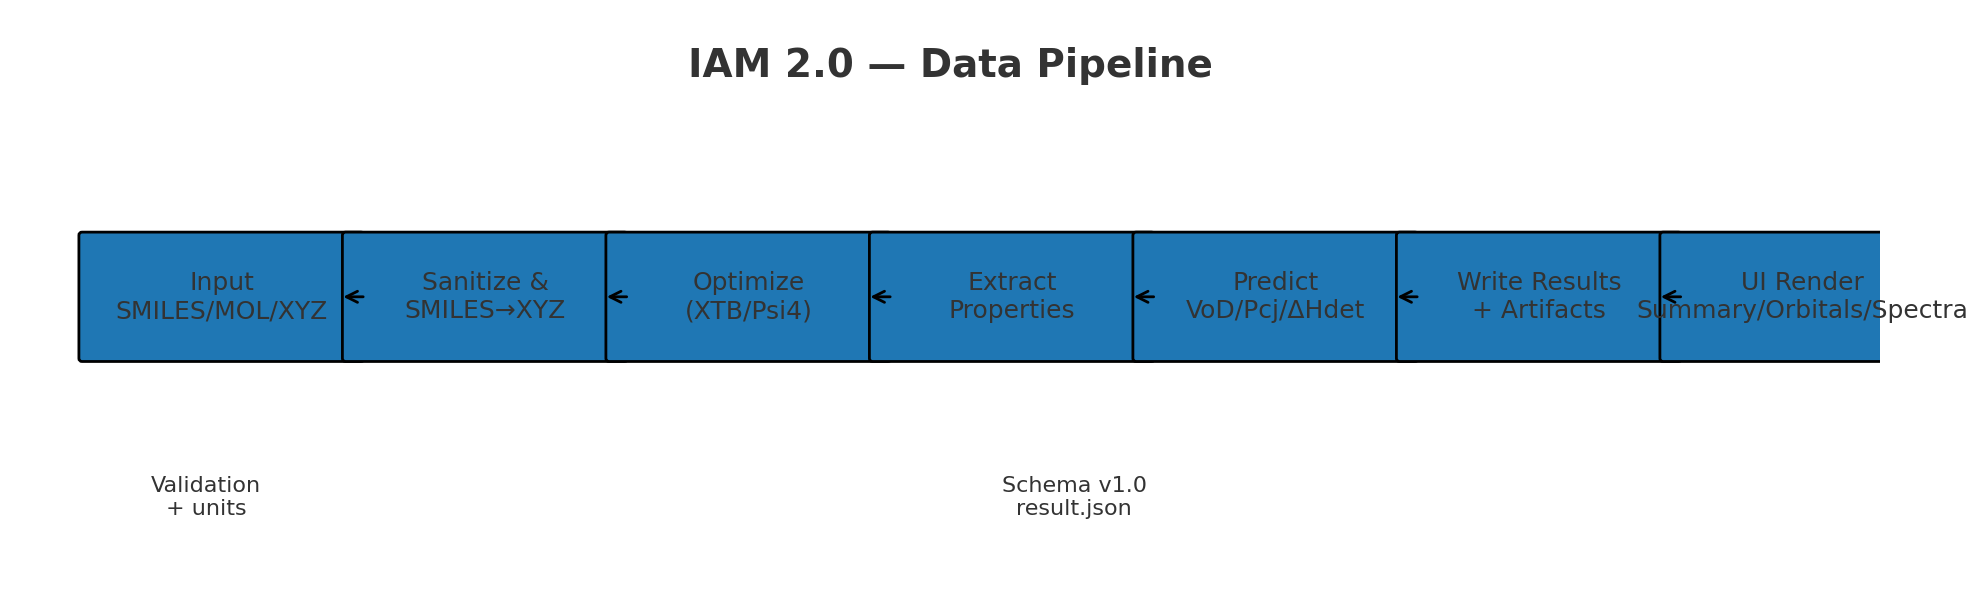 IAM 2.0 — Data Pipeline
Input
SMILES/MOL/XYZ
Sanitize &
SMILES→XYZ
Optimize
(XTB/Psi4)
Extract
Properties
Predict
VoD/Pcj/ΔHdet
Write Results
+ Artifacts
UI Render
Summary/Orbitals/Spectra
Validation
+ units
Schema v1.0
result.json